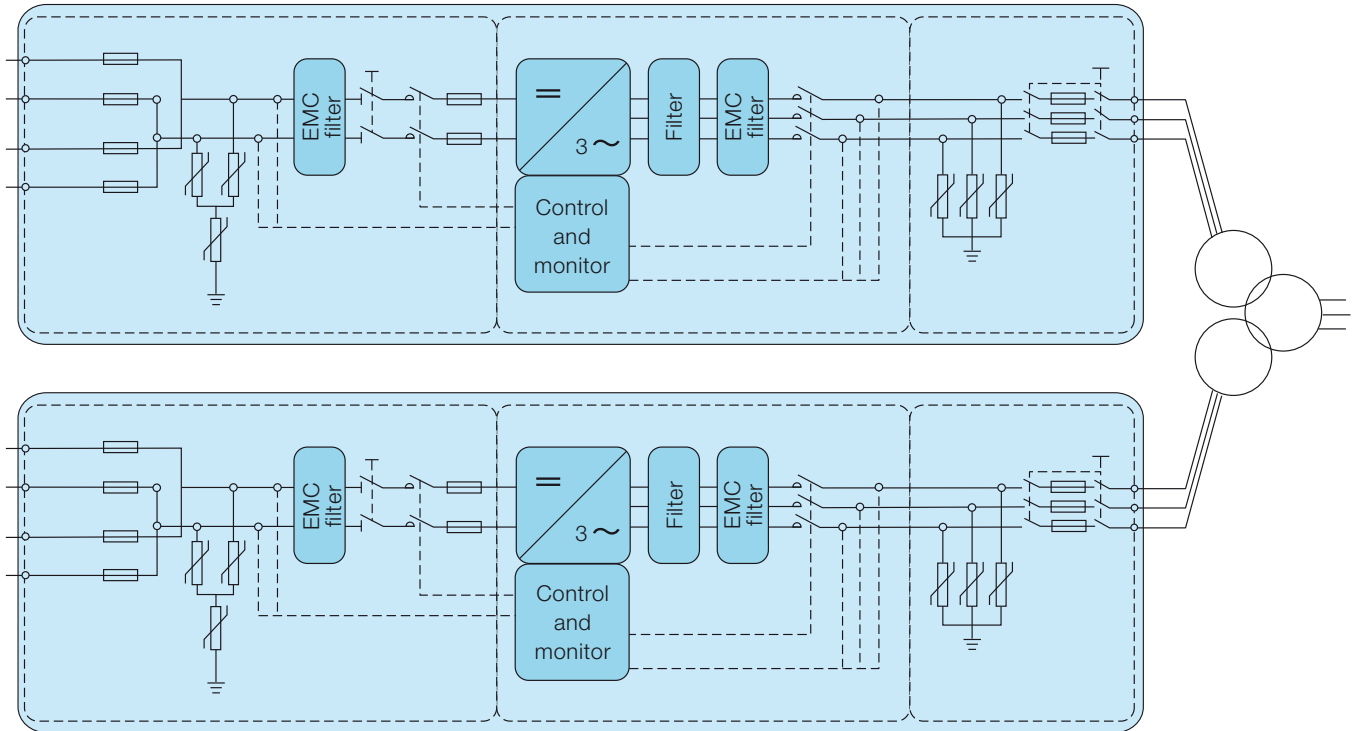 EMC
filter
=
3 ~
Filter
EMC
filter
Control
and
monitor
EMC
filter
=
3 ~
Filter
EMC
filter
Control
and
monitor